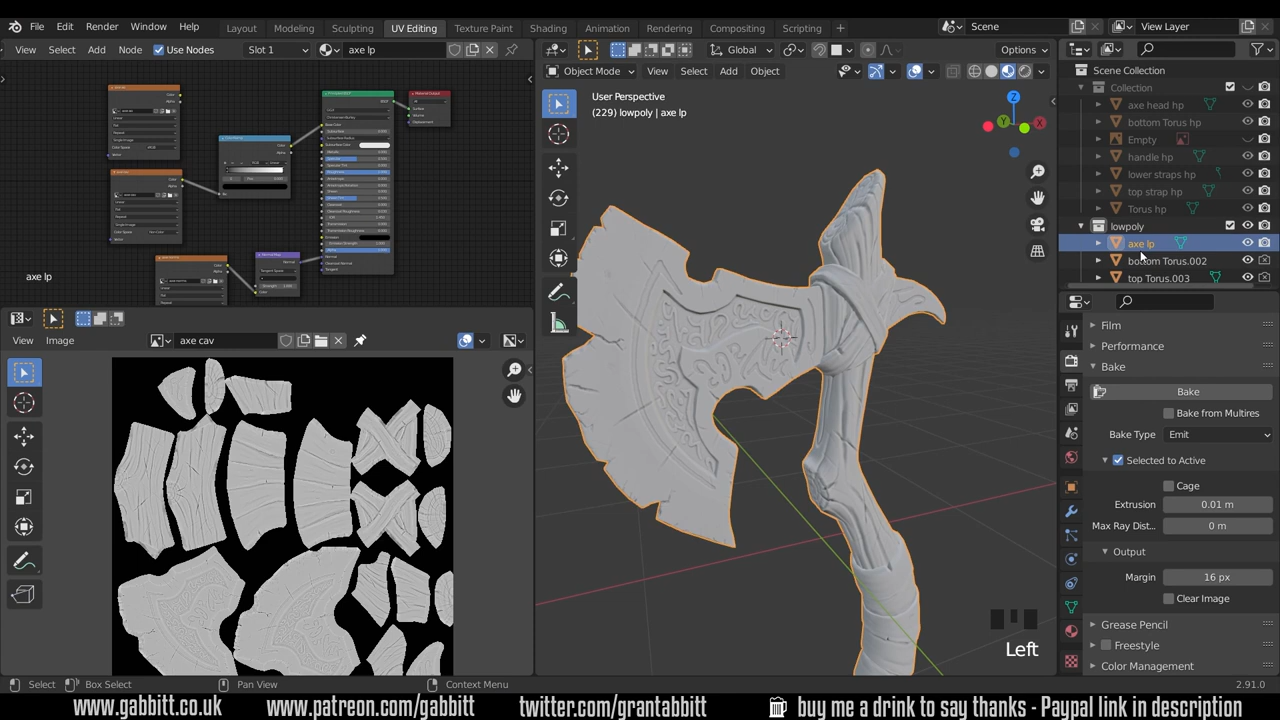 File Edit Render Window Help Layout Modeling Sculpting UV Editing Texture Paint Shading Animation Rendering Compositing Scripting Scene View Layer
View Select Add Node Use Nodes Slot 1 axe lp
Global Options
Object Mode View Select Add Object
User Perspective
(229) lowpoly | axe lp
Scene Collection
Collection
axe head hp
bottom Torus hp
Empty
handle hp
lower straps hp
top strap hp
Torus hp
lowpoly
axe lp
bottom Torus.002
top Torus.003
axe lp
axe cav
View Image
Film
Performance
Bake
Bake
Bake from Multires
Bake Type Emit
Selected to Active
Cage
Extrusion 0.01 m
Max Ray Dist... 0 m
Output
Margin 16 px
Clear Image
Grease Pencil
Freestyle
Color Management
Left
Select Box Select Pan View Context Menu 2.91.0
www.gabbitt.co.uk www.patreon.com/gabbitt twitter.com/grantabbitt buy me a drink to say thanks - Paypal link in description